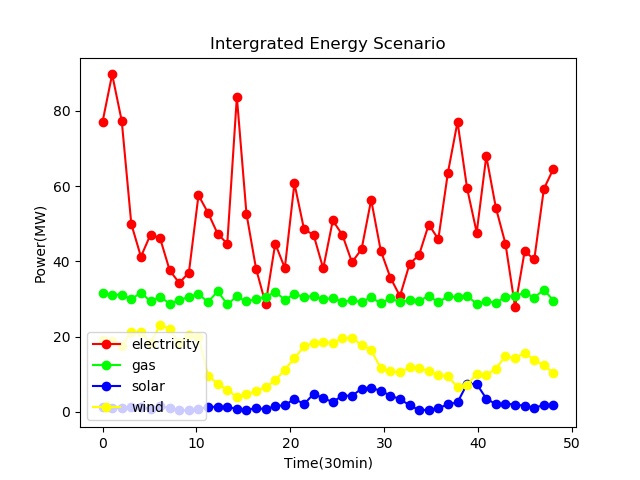 Intergrated Energy Scenario
Power(MW)
80
60
40
20
0
electricity
gas
solar
wind
0 10 20 30 40 50
Time(30min)